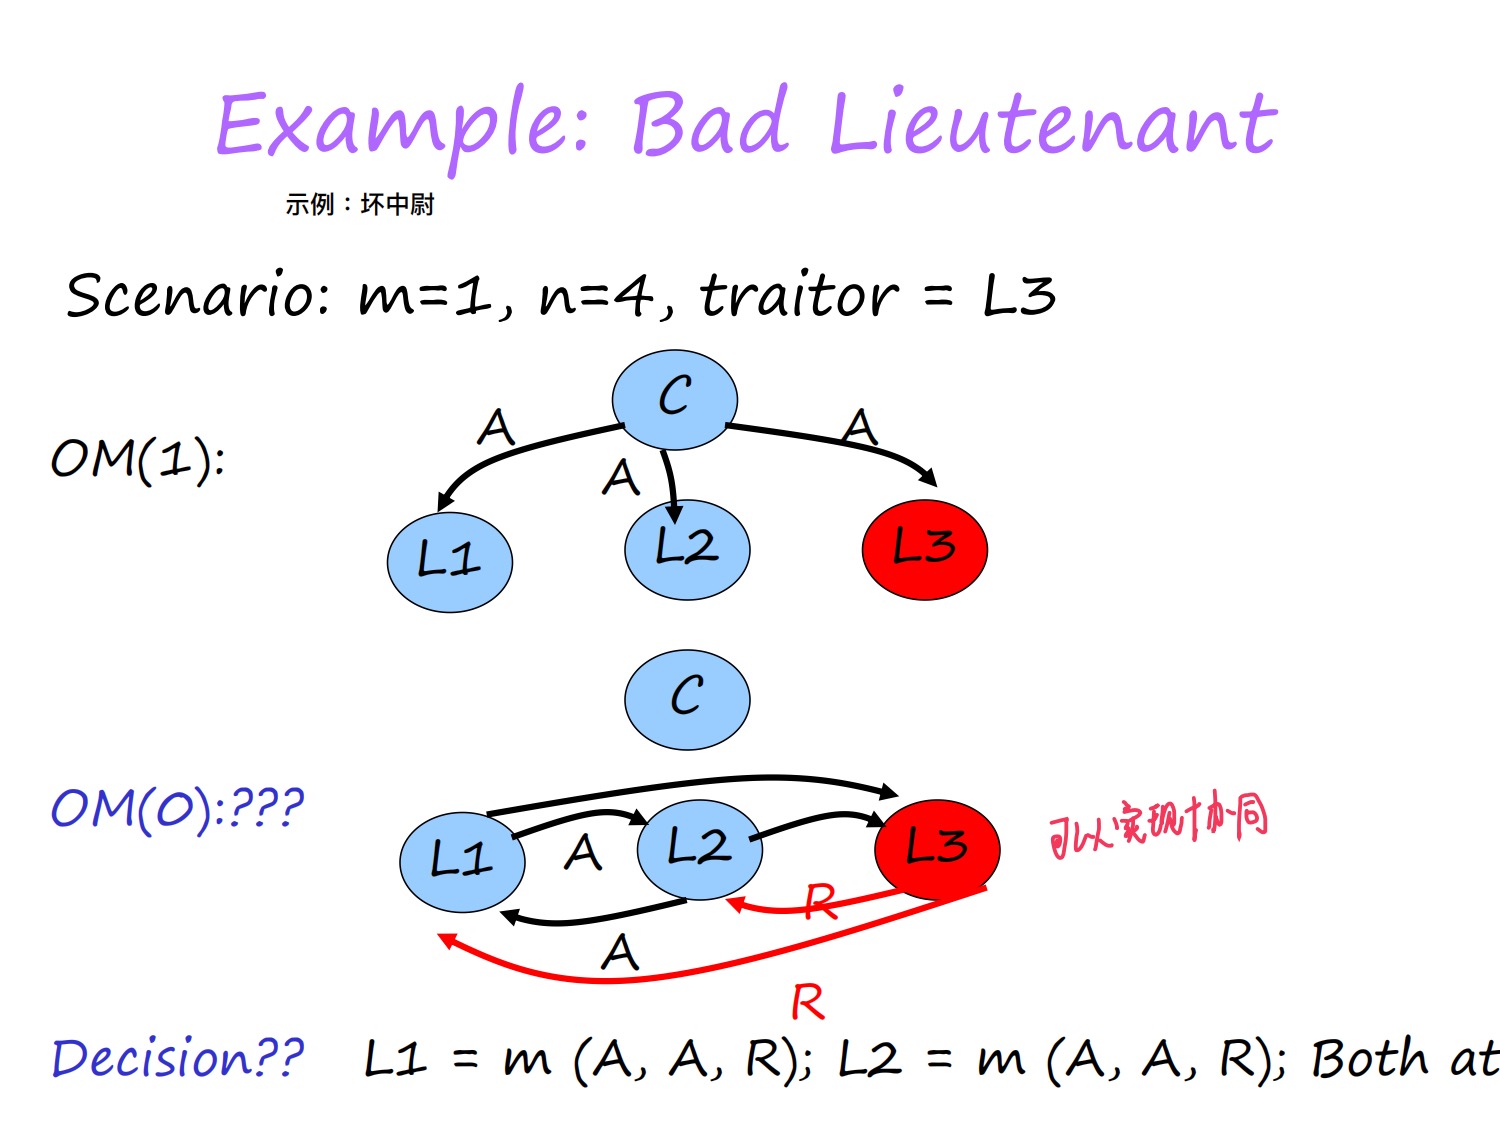 Example: Bad Lieutenant
示例：坏中尉
Scenario: m=1, n=4, traitor = L3
C
A
A
OM(1):
A
L1
L2
L3
C
OM(0):???
L1
A
L2
L3
可以实现协同
R
A
R
Decision??
L1 = m (A, A, R); L2 = m (A, A, R); Both at